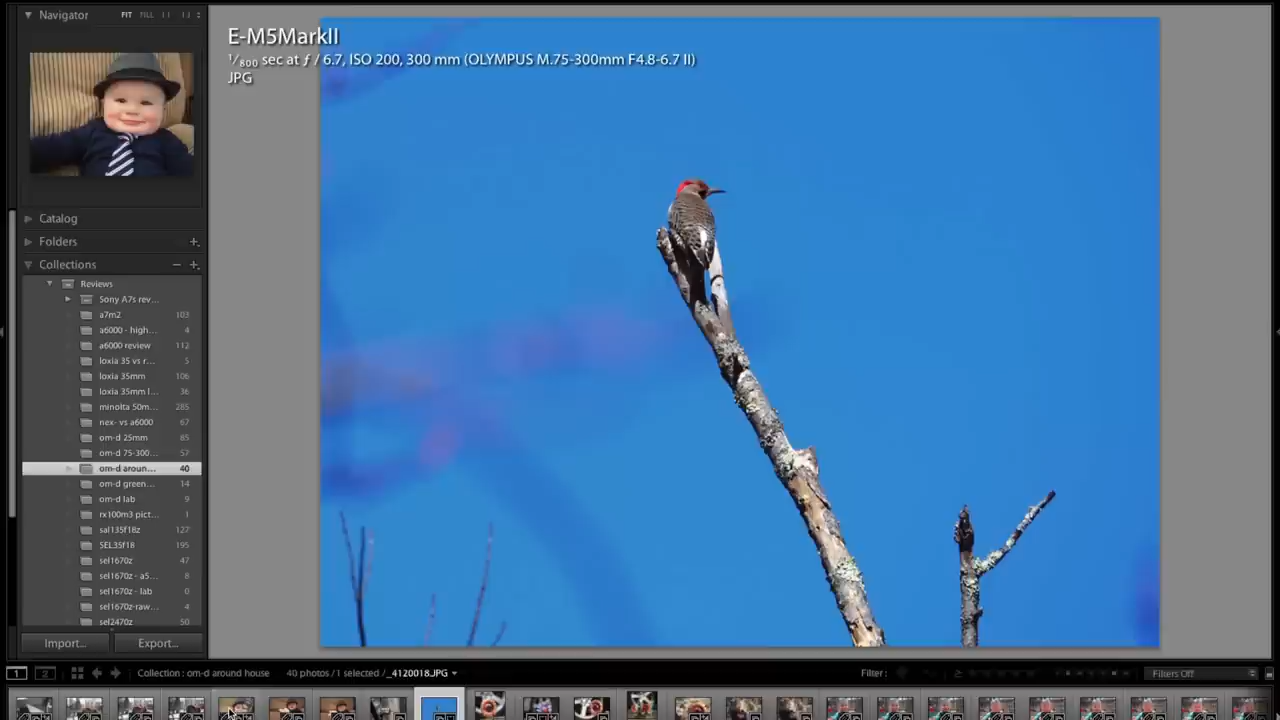 Navigator
FIT FILL
E-M5MarkII
1/800 sec at ƒ / 6.7, ISO 200, 300 mm (OLYMPUS M.75-300mm F4.8-6.7 II)
JPG
Catalog
Folders +
Collections − +
Reviews
Sony A7s rev...
a7m2 103
a6000 - high... 4
a6000 review 112
loxia 35 vs r... 5
loxia 35mm 106
loxia 35mm l... 36
minolta 50m... 285
nex- vs a6000 67
om-d 25mm 85
om-d 75-300... 57
om-d aroun... 40
om-d green... 14
om-d lab 9
rx100m3 pict... 1
sal135f18z 127
SEL35f18 195
sel1670z 47
sel1670z - a5... 8
sel1670z - lab 0
sel1670z-raw... 4
sel2470z 50
Import... Export...
1 2 Collection : om-d around house 40 photos/1 selected /_4120018.JPG Filter : Filters Off